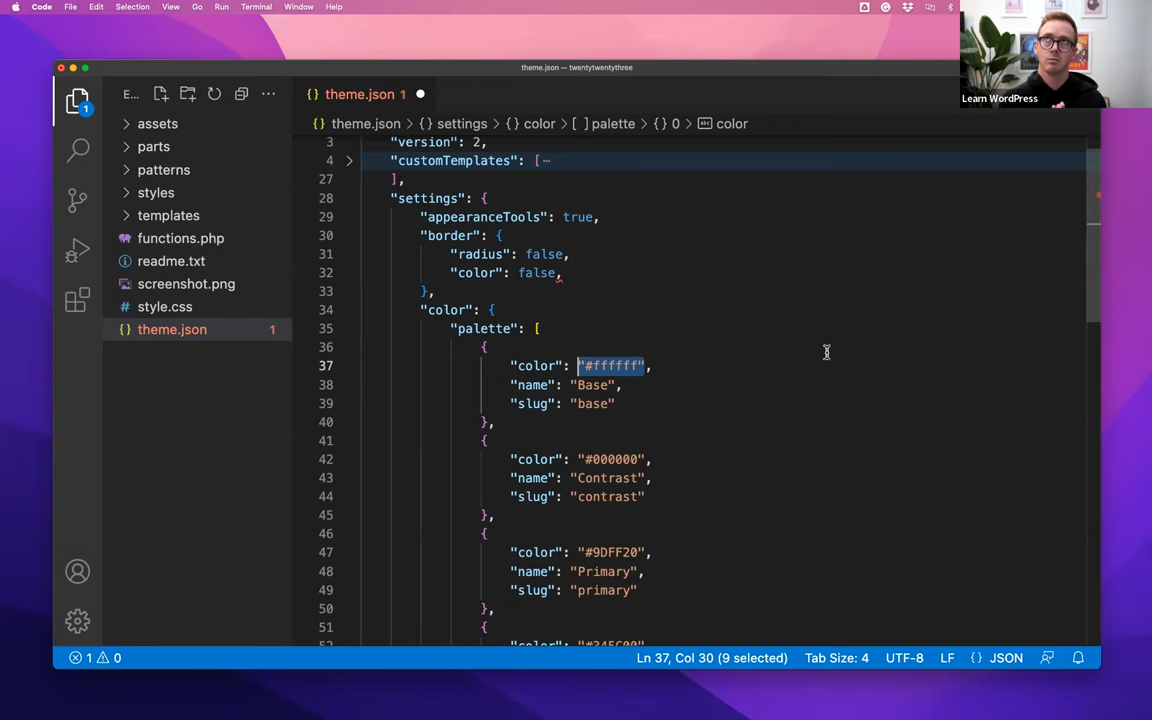 Code File Edit Selection View Go Run Terminal Window Help
Learn WordPress
theme.json — twentytwentythree
1
E...
theme.json 1
assets
parts
patterns
styles
templates
functions.php
readme.txt
screenshot.png
style.css
theme.json 1
{} theme.json > {} settings > {} color > [ ] palette > {} 0 > abc color
3 "version": 2,
4 "customTemplates": [ ···
27 ],
28 "settings": {
29 "appearanceTools": true,
30 "border": {
31 "radius": false,
32 "color": false,
33 },
34 "color": {
35 "palette": [
36 {
37 "color": "#ffffff",
38 "name": "Base",
39 "slug": "base"
40 },
41 {
42 "color": "#000000",
43 "name": "Contrast",
44 "slug": "contrast"
45 },
46 {
47 "color": "#9DFF20",
48 "name": "Primary",
49 "slug": "primary"
50 },
51 {
52 "color": "#345C00",
1 0
Ln 37, Col 30 (9 selected) Tab Size: 4 UTF-8 LF {} JSON